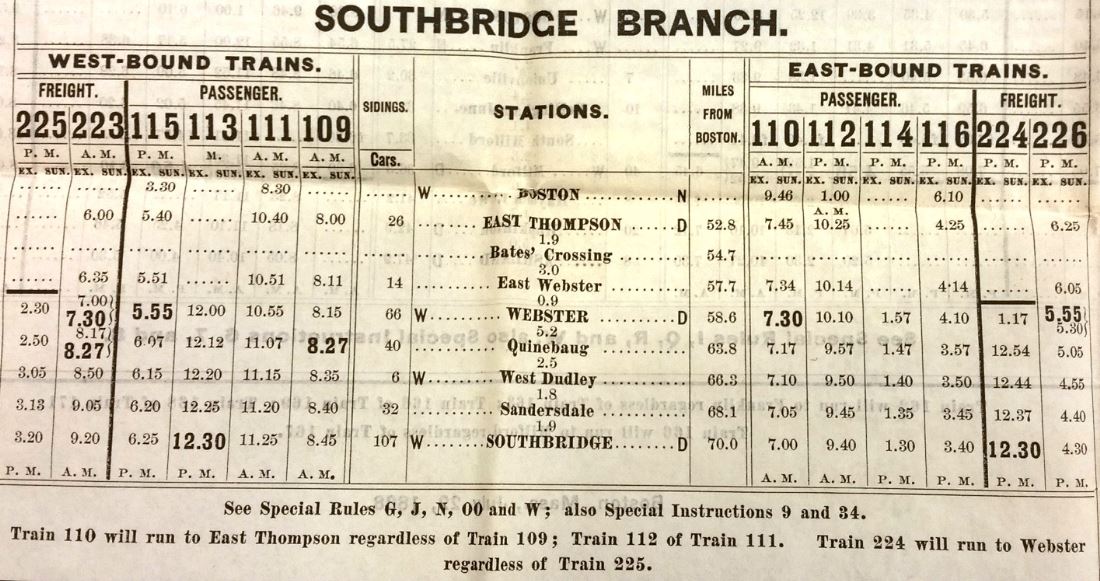 SOUTHBRIDGE BRANCH.
WEST-BOUND TRAINS. EAST-BOUND TRAINS.
FREIGHT. PASSENGER. SIDINGS. STATIONS. MILES FROM BOSTON. PASSENGER. FREIGHT.
225 223 115 113 111 109 110 112 114 116 224 226
P. M. A. M. P. M. M. A. M. A. M. Cars. A. M. P. M. P. M. P. M. P. M. P. M.
EX. SUN. EX. SUN. EX. SUN. EX. SUN. EX. SUN. EX. SUN. EX. SUN. EX. SUN. EX. SUN. EX. SUN. EX. SUN. EX. SUN.
...... ...... 3.30 ...... 8.30 ...... W ........ BOSTON ........ N ...... 9.46 1.00 ...... 6.10 ...... ......
A. M.
...... 6.00 5.40 ...... 10.40 8.00 26 ........ EAST THOMPSON ........ D 52.8 7.45 10.25 ...... 4.25 ...... 6.25
1.9
...... ...... ...... ...... ...... ...... ...... Bates' Crossing ........ 54.7 ...... ...... ...... ...... ...... ......
3.0
...... 6.35 5.51 ...... 10.51 8.11 14 ........ East Webster ........ 57.7 7.34 10.14 ...... 4.14 ...... 6.05
0.9
2.30 7.00 7.30 5.55 12.00 10.55 8.15 66 W ........ WEBSTER ........ D 58.6 7.30 10.10 1.57 4.10 1.17 5.55 5.30
5.2
2.50 8.17 8.27 6.07 12.12 11.07 8.27 40 ........ Quinebaug ........ 63.8 7.17 9.57 1.47 3.57 12.54 5.05
2.5
3.05 8.50 6.15 12.20 11.15 8.35 6 W ........ West Dudley ........ 66.3 7.10 9.50 1.40 3.50 12.44 4.55
1.8
3.13 9.05 6.20 12.25 11.20 8.40 32 ........ Sandersdale ........ 68.1 7.05 9.45 1.35 3.45 12.37 4.40
1.9
3.20 9.20 6.25 12.30 11.25 8.45 107 W ........ SOUTHBRIDGE ........ D 70.0 7.00 9.40 1.30 3.40 12.30 4.30
P. M. A. M. P. M. P. M. A. M. A. M. A. M. A. M. P. M. P. M. P. M. P. M.
See Special Rules G, J, N, OO and W; also Special Instructions 9 and 34.
Train 110 will run to East Thompson regardless of Train 109; Train 112 of Train 111. Train 224 will run to Webster
regardless of Train 225.